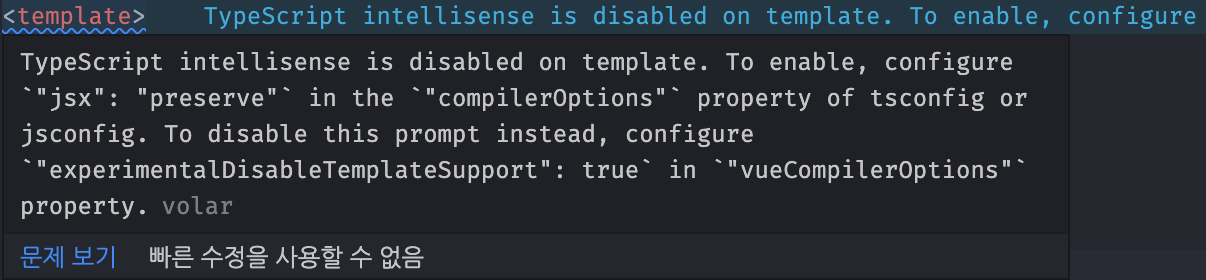 <template> TypeScript intellisense is disabled on template. To enable, configure
TypeScript intellisense is disabled on template. To enable, configure
`"jsx": "preserve"` in the `"compilerOptions"` property of tsconfig or
jsconfig. To disable this prompt instead, configure
`"experimentalDisableTemplateSupport": true` in `"vueCompilerOptions"`
property. volar
문제 보기 빠른 수정을 사용할 수 없음